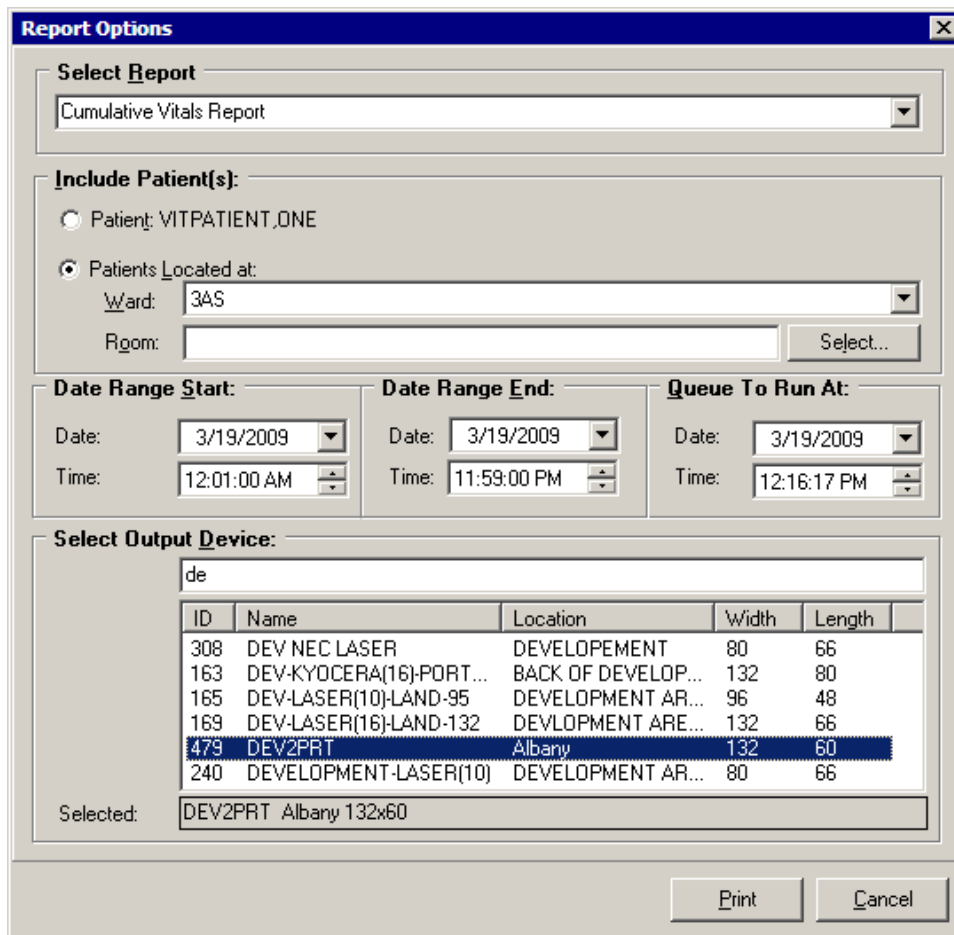 Report Options
Select Report
Cumulative Vitals Report
Include Patient(s):
Patient: VITPATIENT,ONE
Patients Located at:
Ward: 3AS
Room: Select...
Date Range Start: Date Range End: Queue To Run At:
Date: 3/19/2009 Date: 3/19/2009 Date: 3/19/2009
Time: 12:01:00 AM Time: 11:59:00 PM Time: 12:16:17 PM
Select Output Device:
de
ID Name Location Width Length
308 DEV NEC LASER DEVELOPEMENT 80 66
163 DEV-KYOCERA(16)-PORT... BACK OF DEVELOP... 132 80
165 DEV-LASER(10)-LAND-95 DEVELOPMENT AR... 96 48
169 DEV-LASER(16)-LAND-132 DEVLOPMENT ARE... 132 66
479 DEV2PRT Albany 132 60
240 DEVELOPMENT-LASER(10) DEVELOPMENT AR... 80 66
Selected: DEV2PRT Albany 132x60
Print Cancel